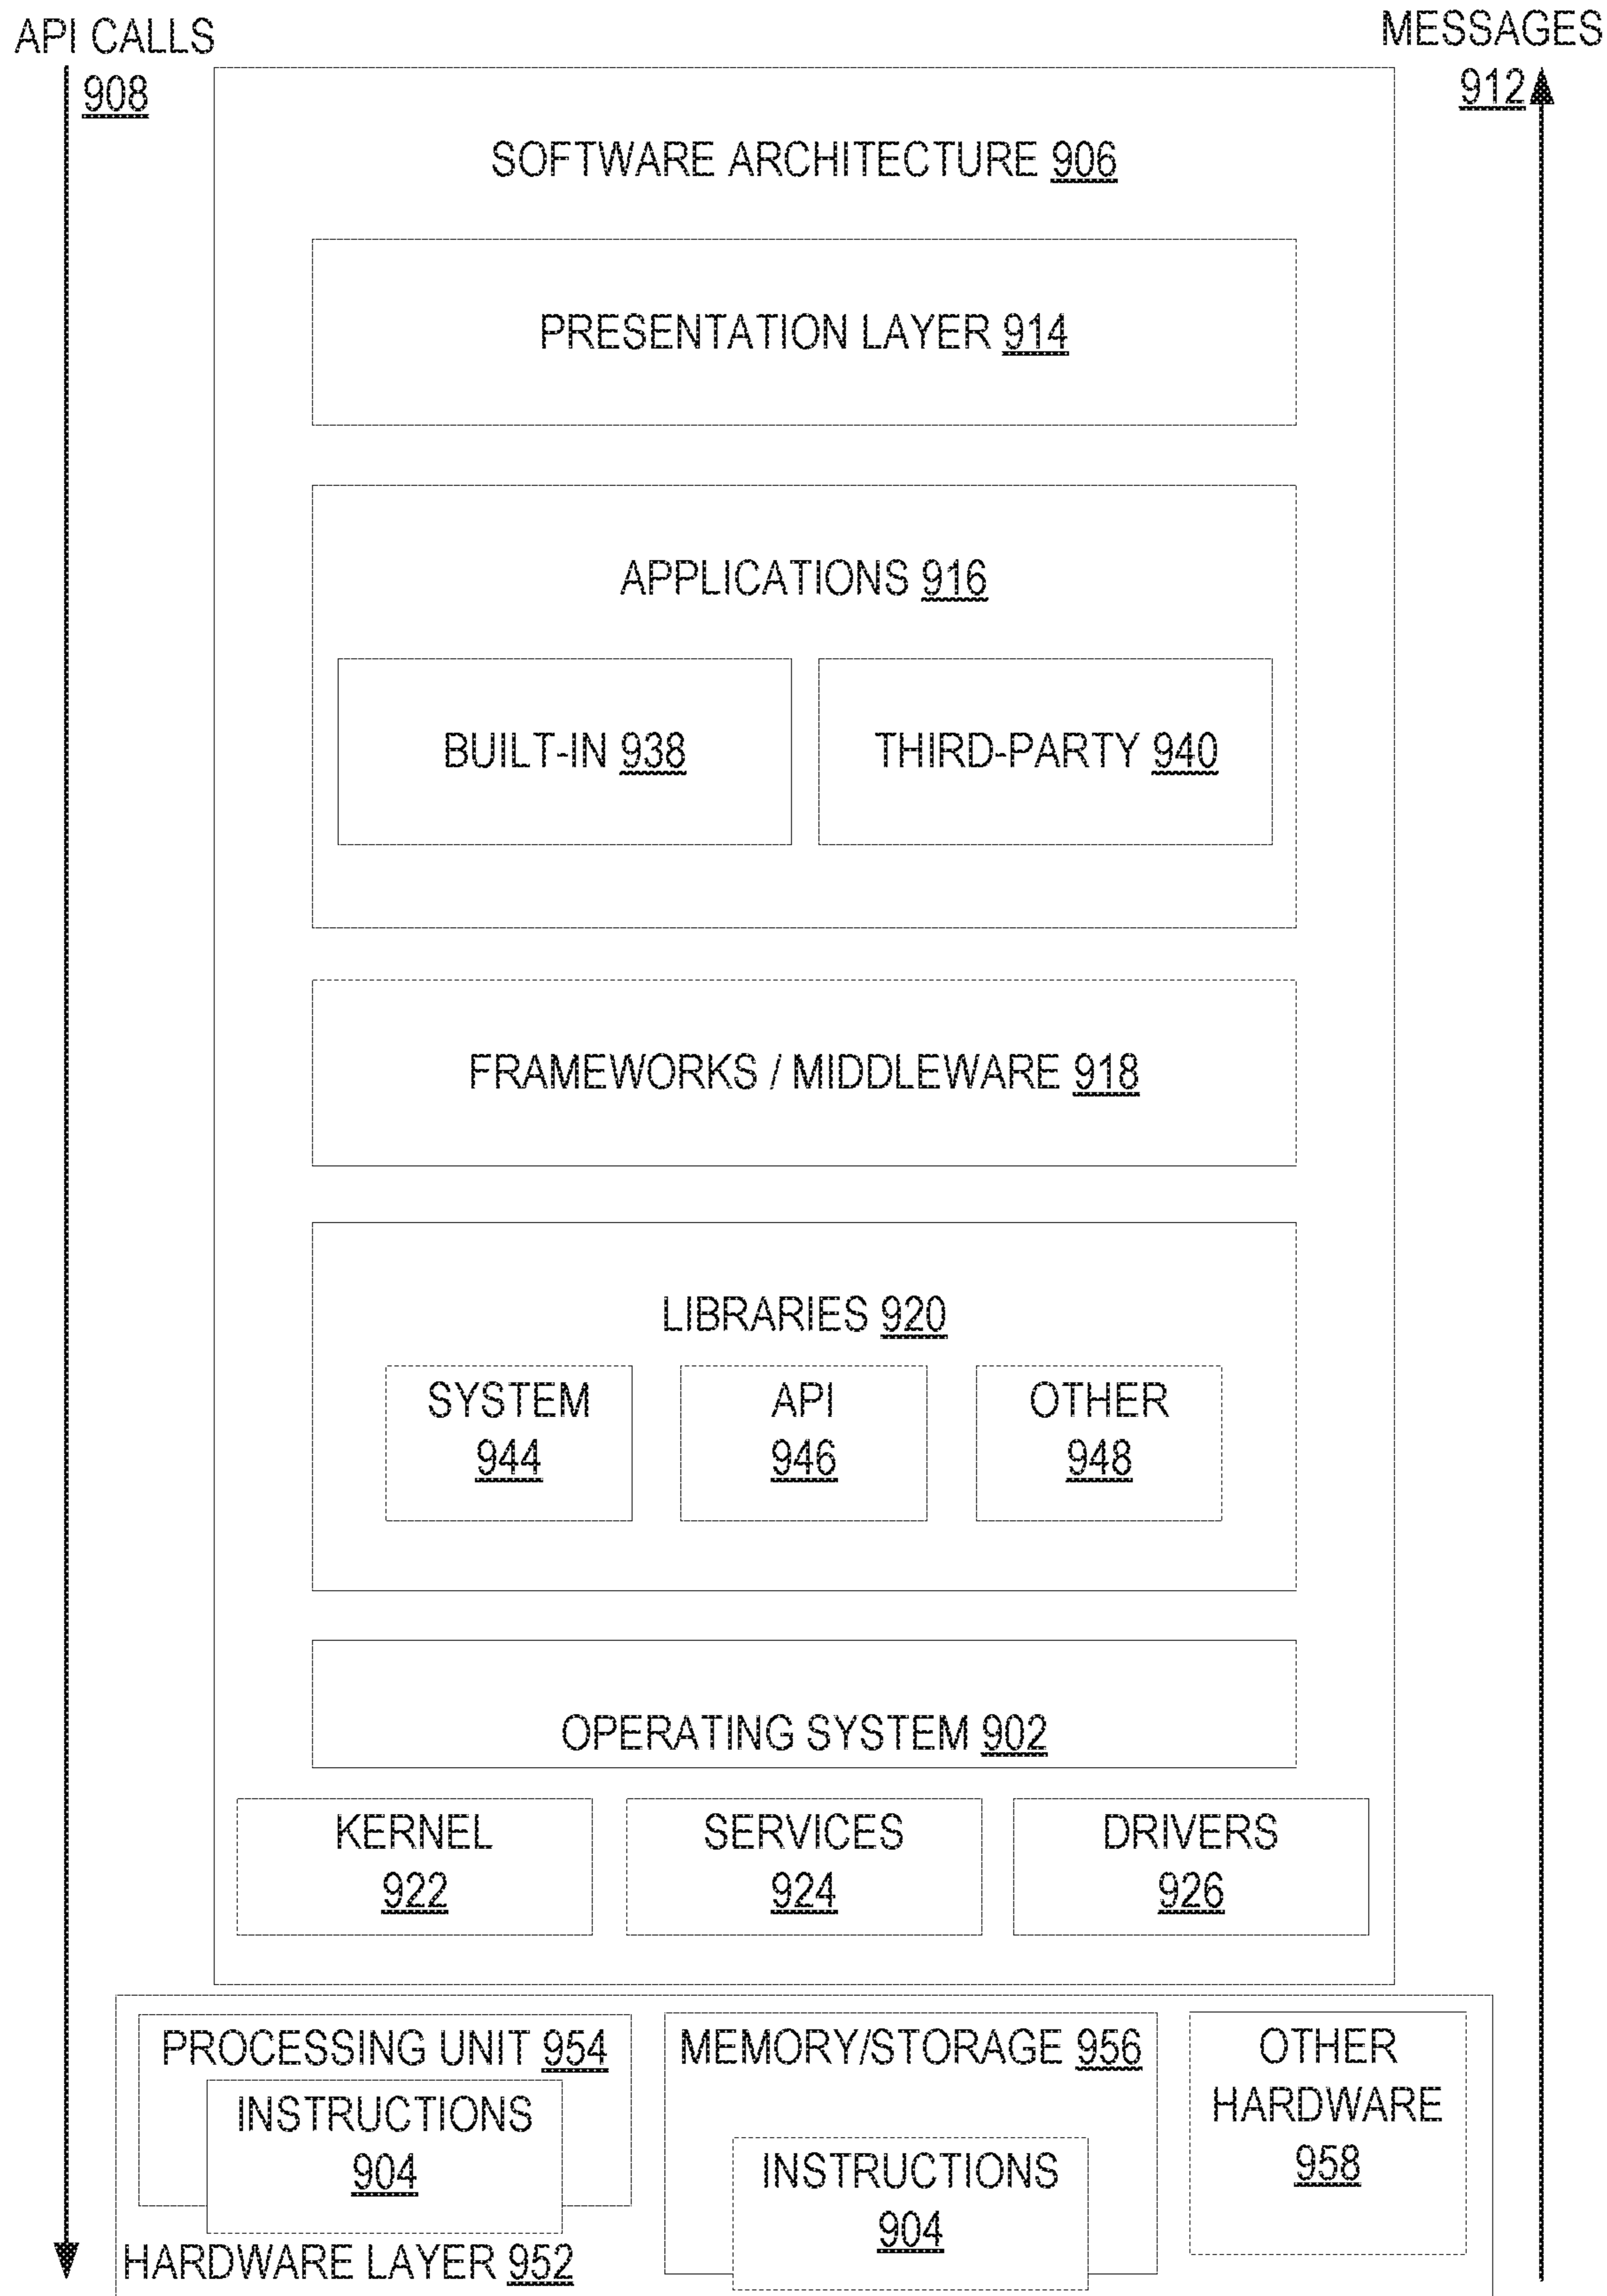 API CALLS
908
MESSAGES
912
SOFTWARE ARCHITECTURE 906
PRESENTATION LAYER 914
APPLICATIONS 916
BUILT-IN 938
THIRD-PARTY 940
FRAMEWORKS / MIDDLEWARE 918
LIBRARIES 920
SYSTEM
944
API
946
OTHER
948
OPERATING SYSTEM 902
KERNEL
922
SERVICES
924
DRIVERS
926
PROCESSING UNIT 954
INSTRUCTIONS
904
MEMORY/STORAGE 956
INSTRUCTIONS
904
OTHER
HARDWARE
958
HARDWARE LAYER 952